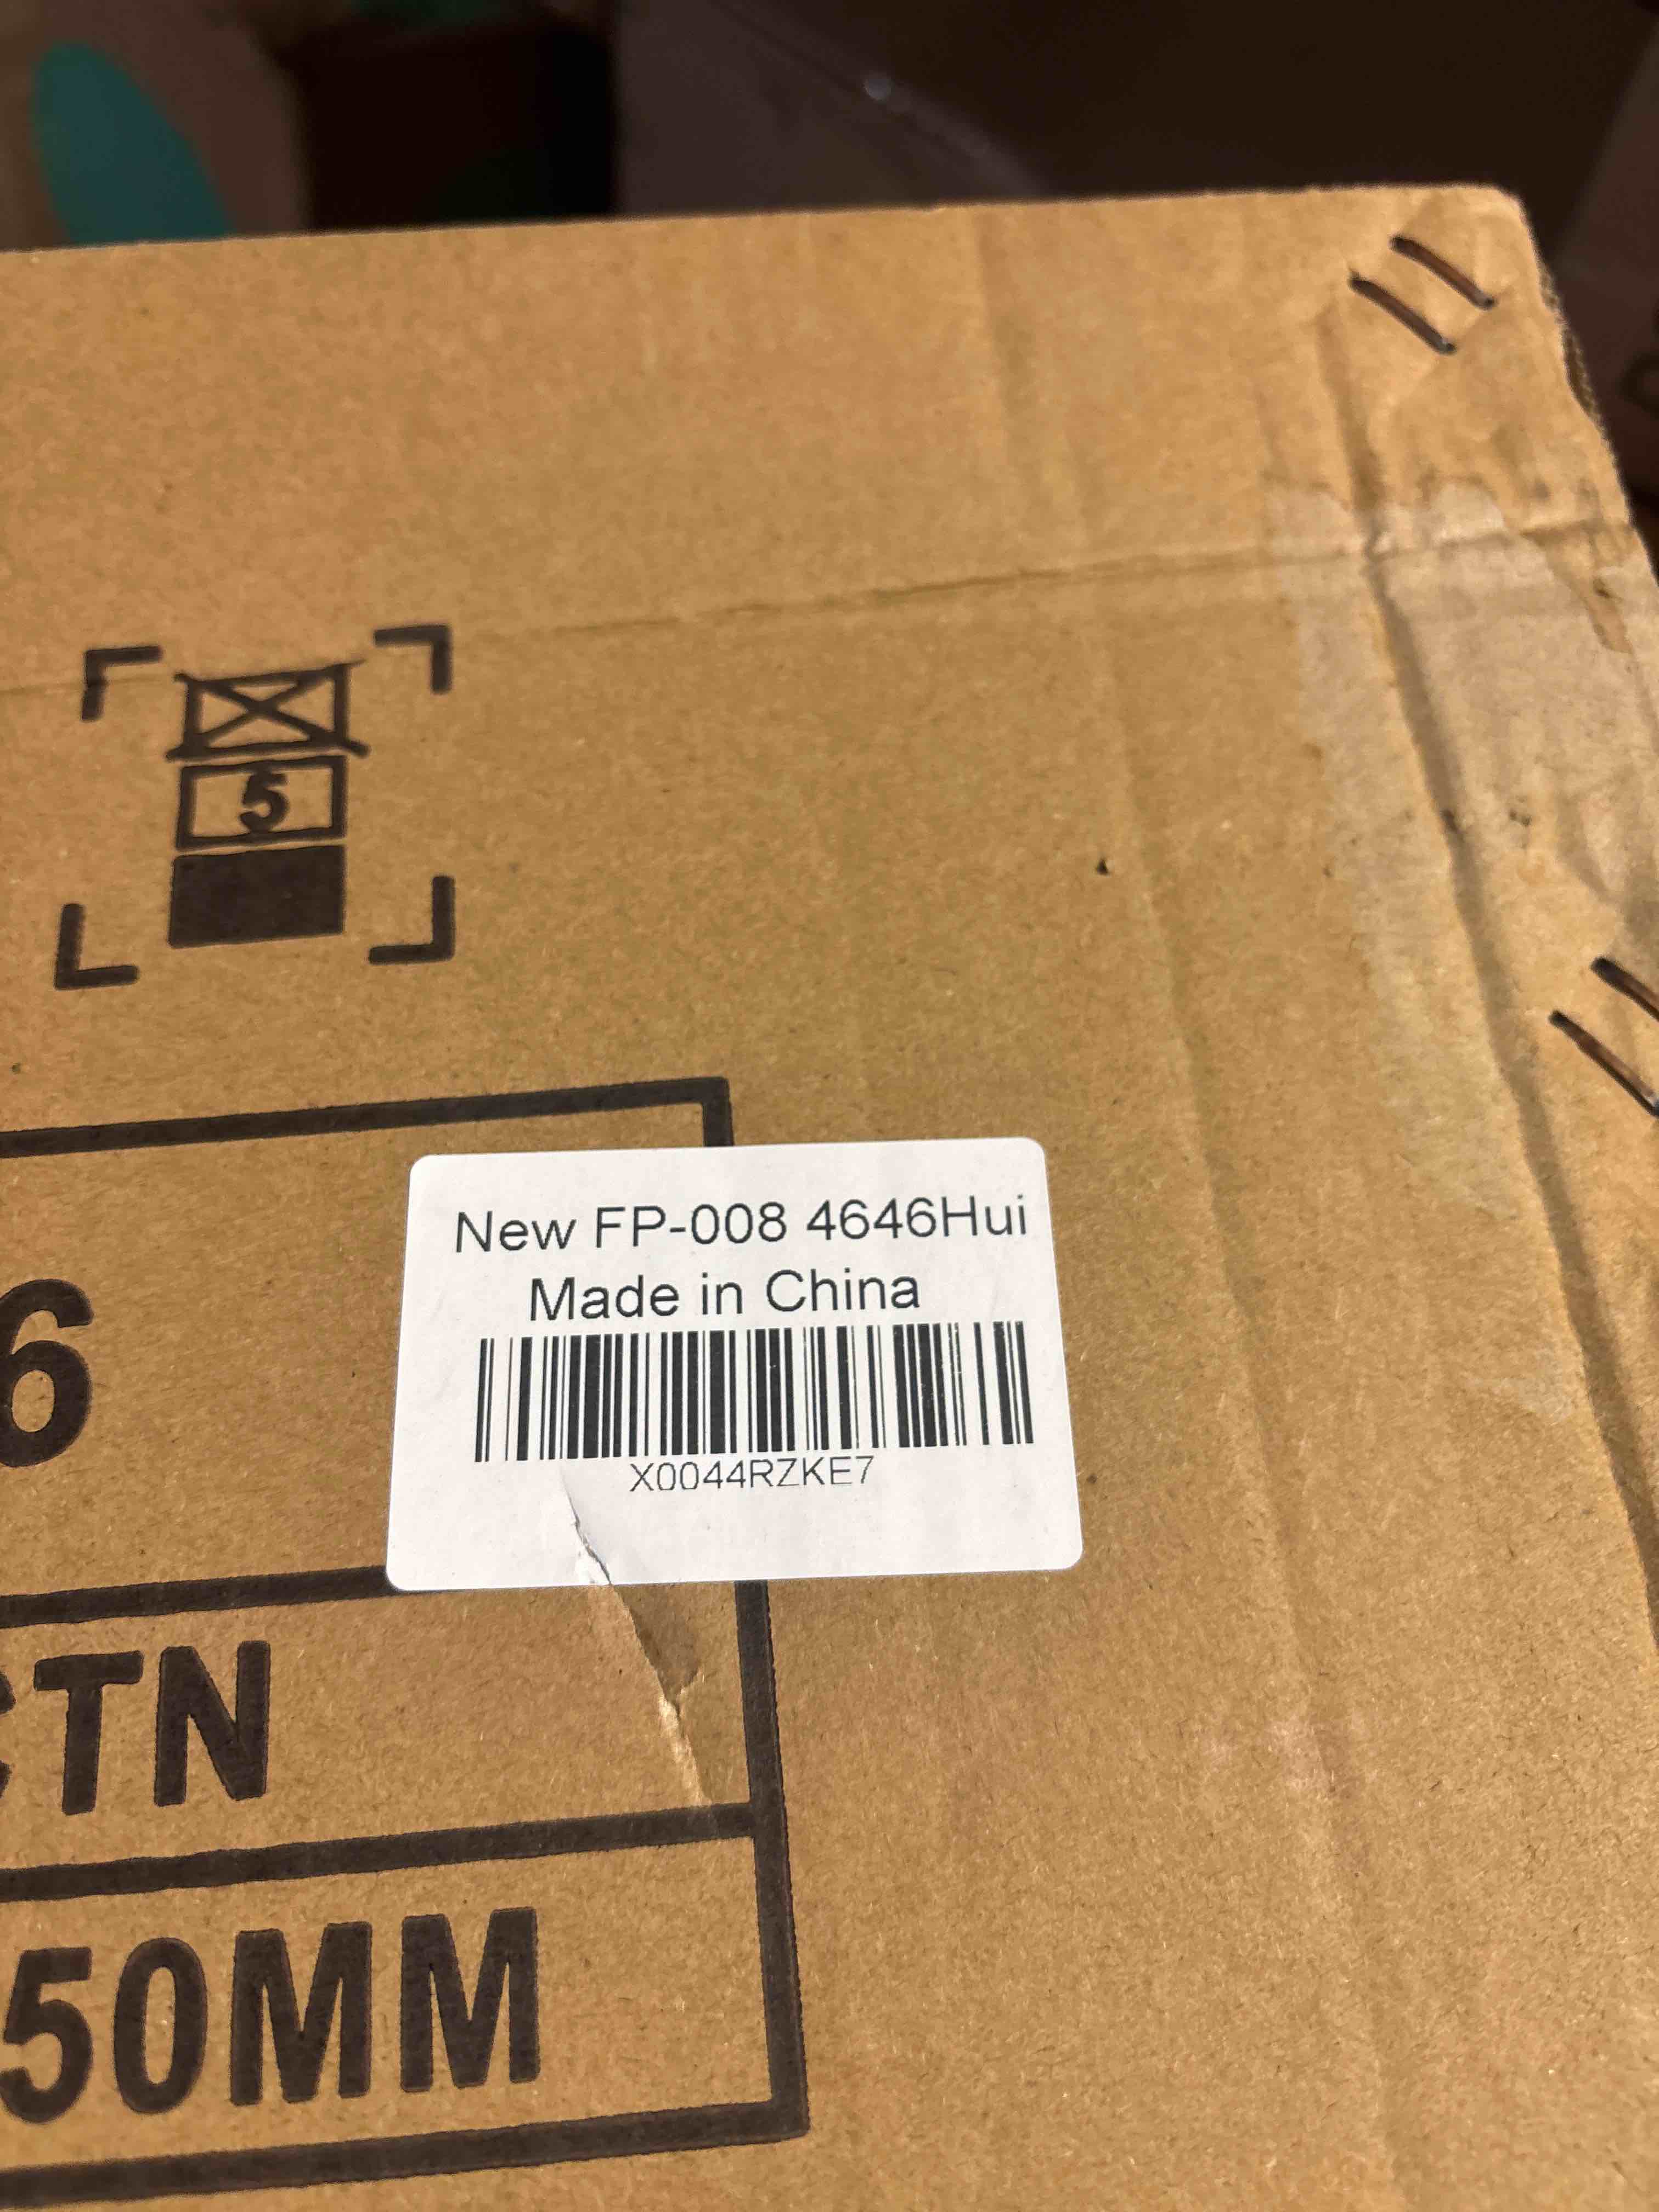 5
New FP-008 4646Hui
Made in China
X0044RZKE7
6
CTN
50MM